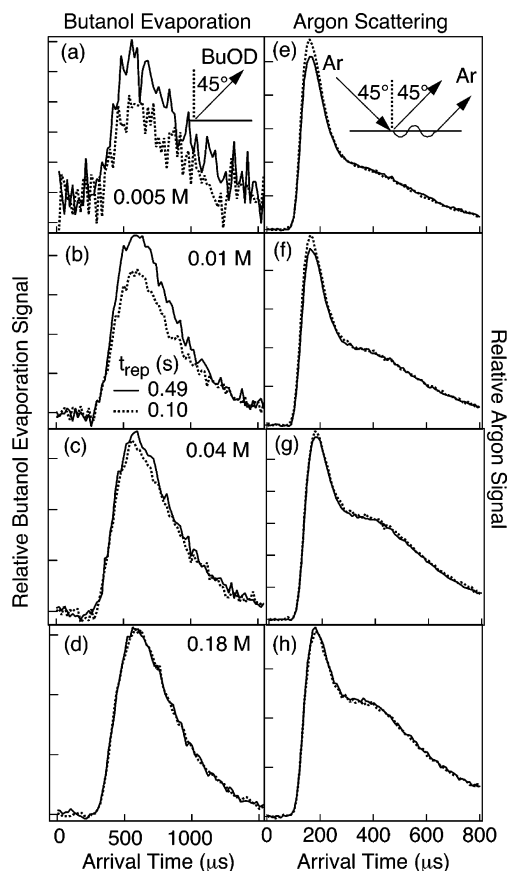 Butanol Evaporation
Argon Scattering
(a)
BuOD
45°
0.005 M
(e)
Ar
45°
45°
Ar
(b)
0.01 M
t_rep (s)
0.49
0.10
(f)
(c)
0.04 M
(g)
(d)
0.18 M
(h)
Relative Butanol Evaporation Signal
Relative Argon Signal
0 500 1000
0 200 400 600 800
Arrival Time (μs)
Arrival Time (μs)